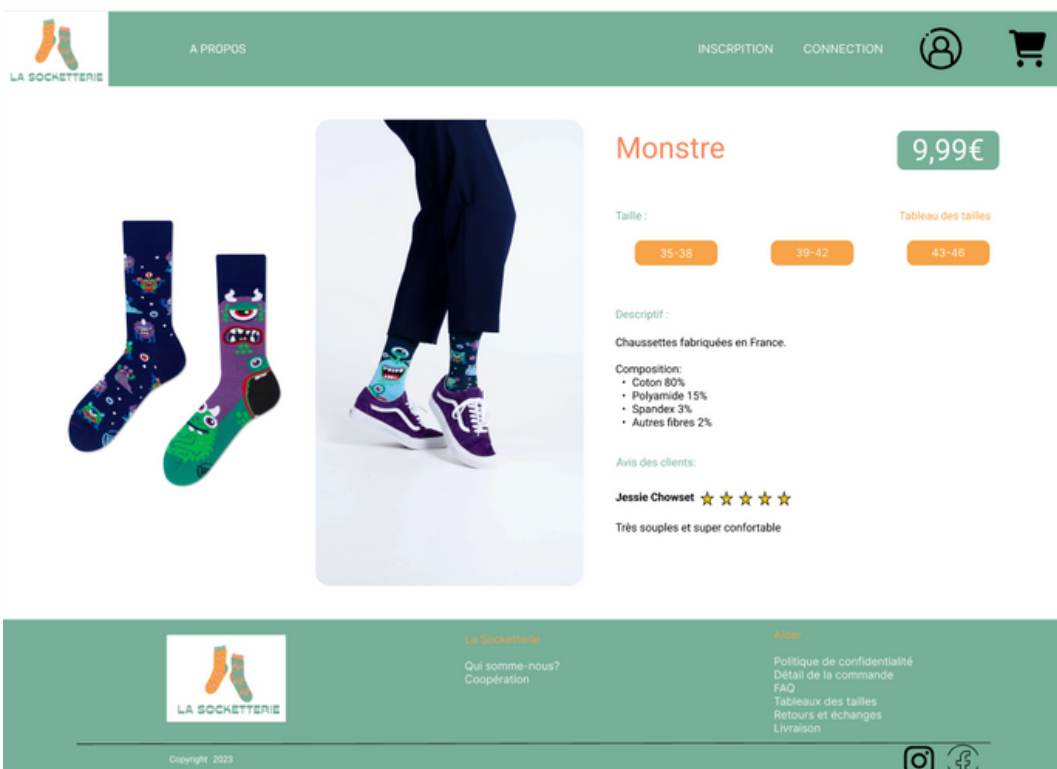 LA SOCKETTERIE
A PROPOS
INSCRPITION
CONNECTION
Monstre
9,99€
Taille :
Tableau des tailles
35-38
39-42
43-46
Descriptif :
Chaussettes fabriquées en France.
Composition:
• Coton 80%
• Polyamide 15%
• Spandex 3%
• Autres fibres 2%
Avis des clients:
Jessie Chowset
Très souples et super confortable
LA SOCKETTERIE
La Socketterie
Qui somme-nous?
Coopération
Aider
Politique de confidentialité
Détail de la commande
FAQ
Tableaux des tailles
Retours et échanges
Livraison
Copyright 2023